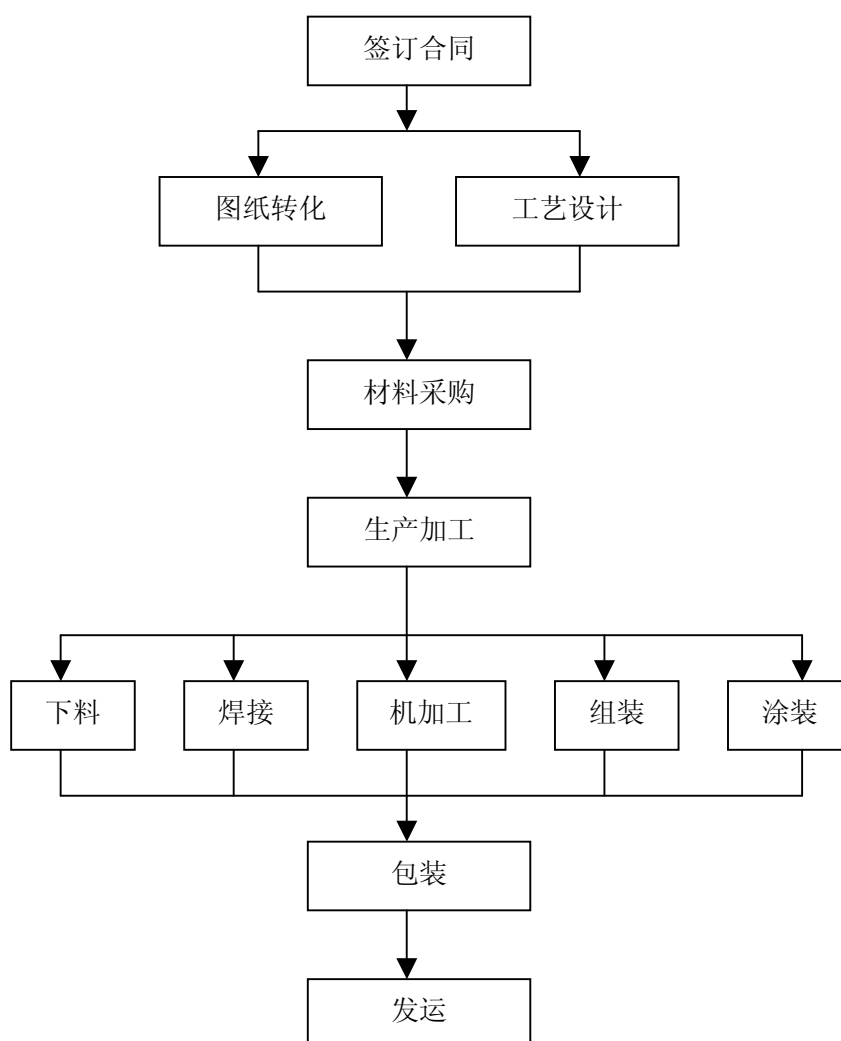 签订合同
图纸转化
工艺设计
材料采购
生产加工
下料
焊接
机加工
组装
涂装
包装
发运